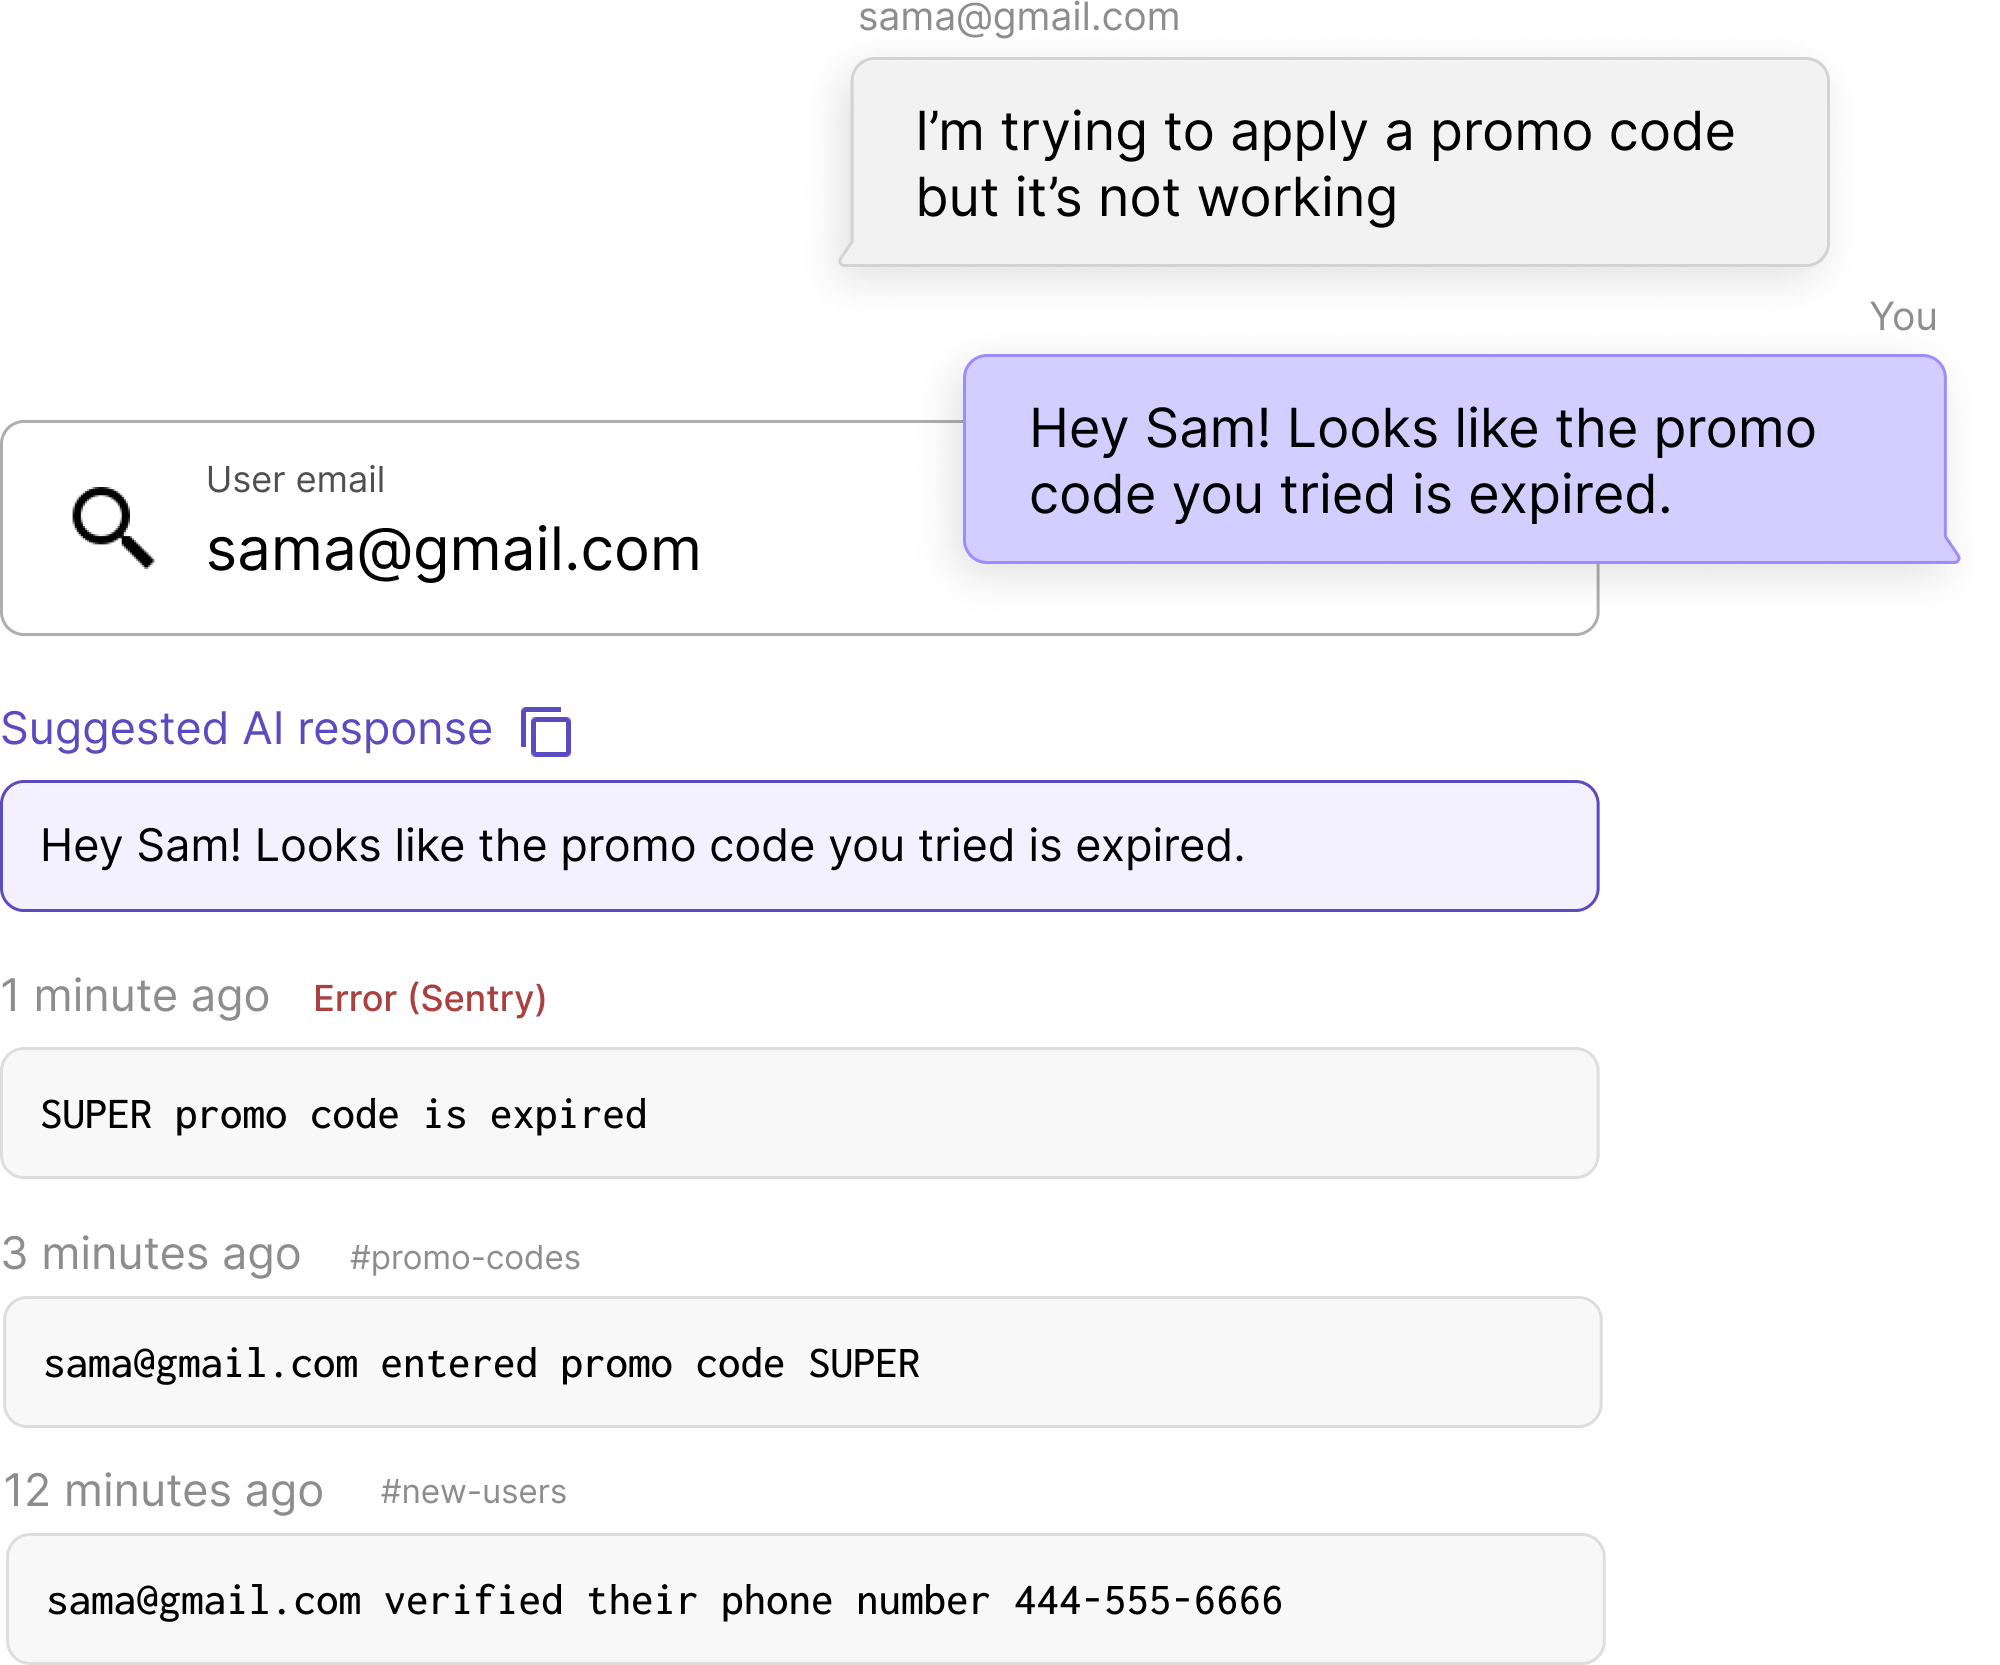 sama@gmail.com
I’m trying to apply a promo code
but it’s not working
You
Hey Sam! Looks like the promo
code you tried is expired.
User email
sama@gmail.com
Suggested AI response
Hey Sam! Looks like the promo code you tried is expired.
1 minute ago Error (Sentry)
SUPER promo code is expired
3 minutes ago #promo-codes
sama@gmail.com entered promo code SUPER
12 minutes ago #new-users
sama@gmail.com verified their phone number 444-555-6666